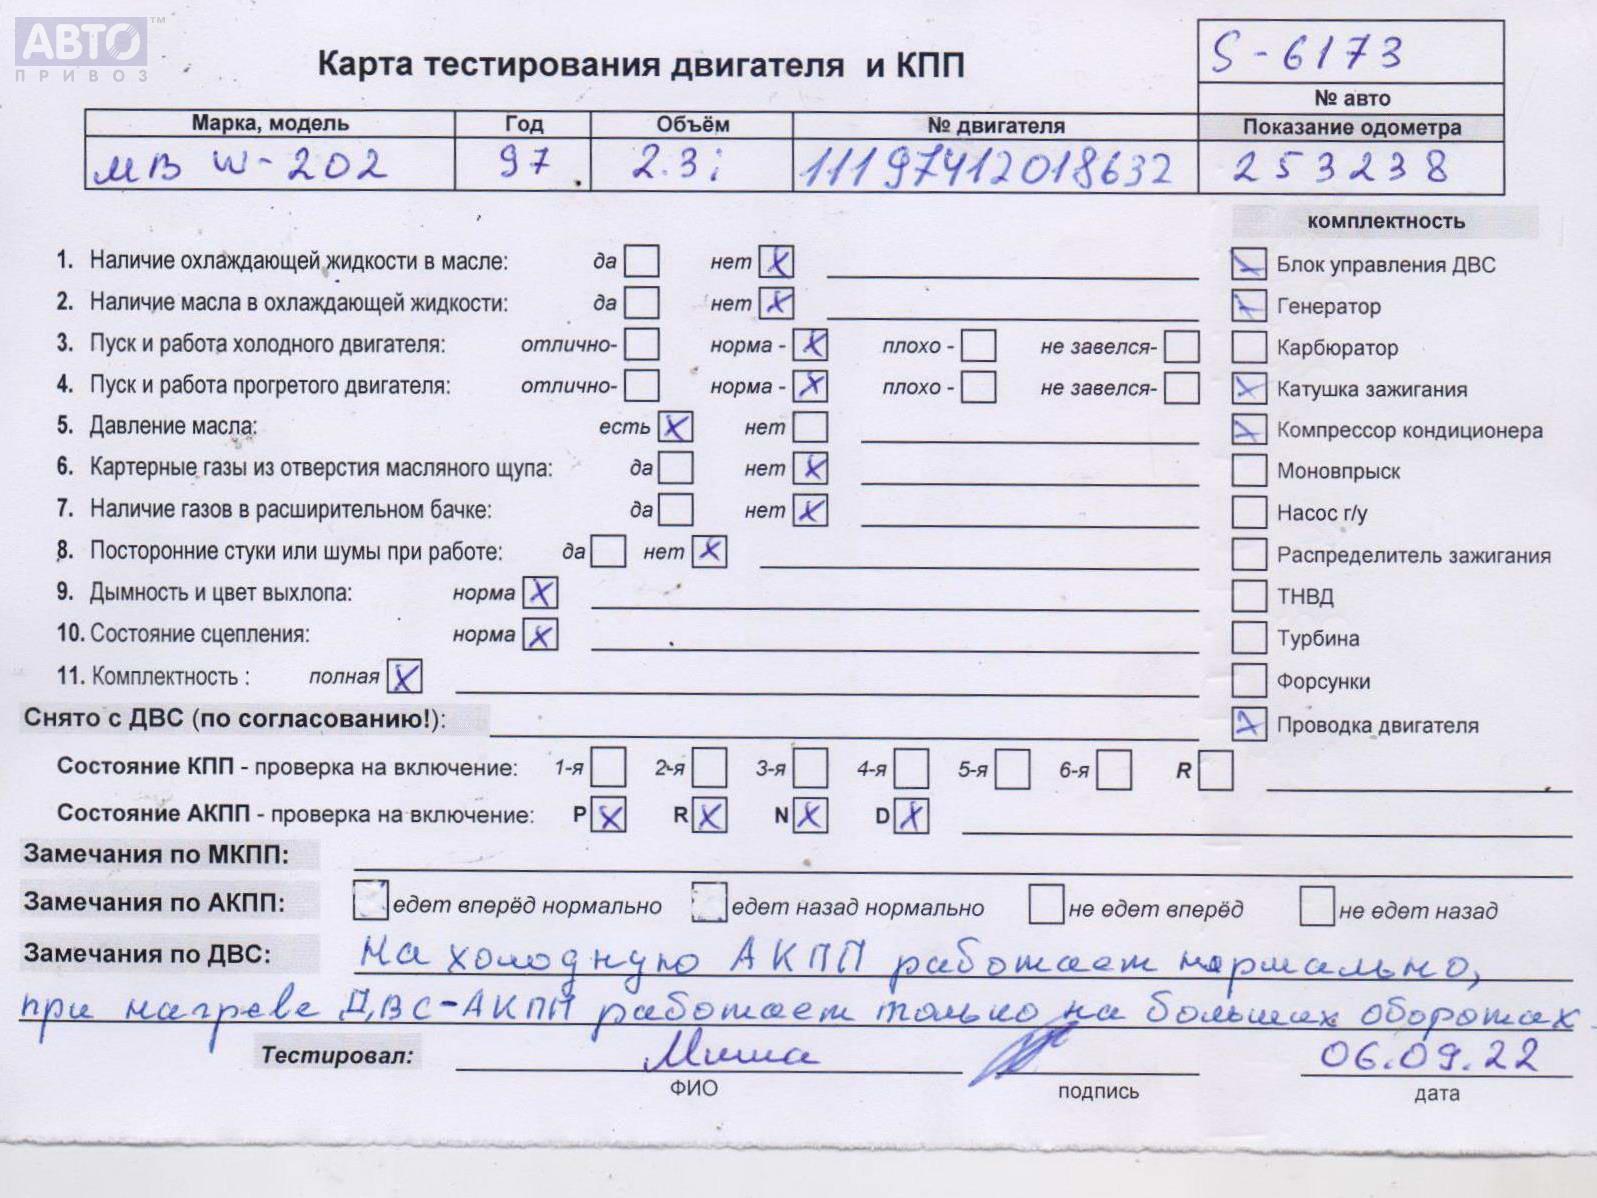 АВТО™
ПРИВОЗ
Карта тестирования двигателя и КПП
S-6173
№ авто
Марка, модель Год Объём № двигателя Показание одометра
МВ W-202 97 2.3i 11197412018632 253238
комплектность
1. Наличие охлаждающей жидкости в масле: да нет X Блок управления ДВС
2. Наличие масла в охлаждающей жидкости: да нет X Генератор
3. Пуск и работа холодного двигателя: отлично- норма - X плохо - не завелся- Карбюратор
4. Пуск и работа прогретого двигателя: отлично- норма - X плохо - не завелся- Катушка зажигания
5. Давление масла: есть X нет Компрессор кондиционера
6. Картерные газы из отверстия масляного щупа: да нет X Моновпрыск
7. Наличие газов в расширительном бачке: да нет X Насос г/у
8. Посторонние стуки или шумы при работе: да нет X Распределитель зажигания
9. Дымность и цвет выхлопа: норма X ТНВД
10. Состояние сцепления: норма X Турбина
11. Комплектность : полная X Форсунки
Снято с ДВС (по согласованию!): Проводка двигателя
Состояние КПП - проверка на включение: 1-я 2-я 3-я 4-я 5-я 6-я R
Состояние АКПП - проверка на включение: P X R X N X D X
Замечания по МКПП:
Замечания по АКПП: едет вперёд нормально едет назад нормально не едет вперёд не едет назад
Замечания по ДВС: На холодную АКПП работает нормально,
при нагреве ДВС-АКПП работает только на больших оборотах.
Тестировал: Миша 06.09.22
ФИО подпись дата